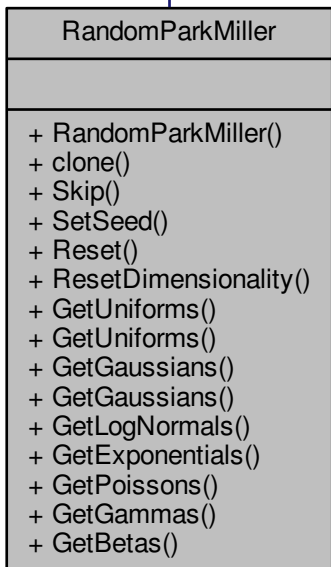 RandomParkMiller
+ RandomParkMiller()
+ clone()
+ Skip()
+ SetSeed()
+ Reset()
+ ResetDimensionality()
+ GetUniforms()
+ GetUniforms()
+ GetGaussians()
+ GetGaussians()
+ GetLogNormals()
+ GetExponentials()
+ GetPoissons()
+ GetGammas()
+ GetBetas()